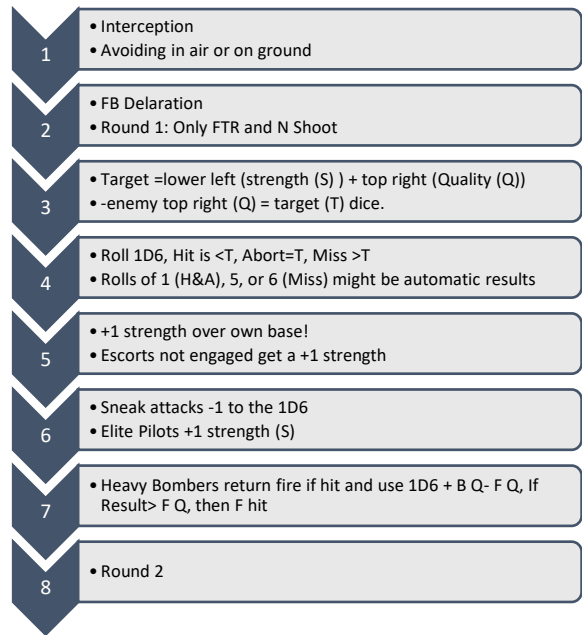 1
• Interception
• Avoiding in air or on ground
2
• FB Delaration
• Round 1: Only FTR and N Shoot
3
• Target =lower left (strength (S) ) + top right (Quality (Q))
• -enemy top right (Q) = target (T) dice.
4
• Roll 1D6, Hit is <T, Abort=T, Miss >T
• Rolls of 1 (H&A), 5, or 6 (Miss) might be automatic results
5
• +1 strength over own base!
• Escorts not engaged get a +1 strength
6
• Sneak attacks -1 to the 1D6
• Elite Pilots +1 strength (S)
7
• Heavy Bombers return fire if hit and use 1D6 + B Q- F Q, If
Result> F Q, then F hit
8
• Round 2